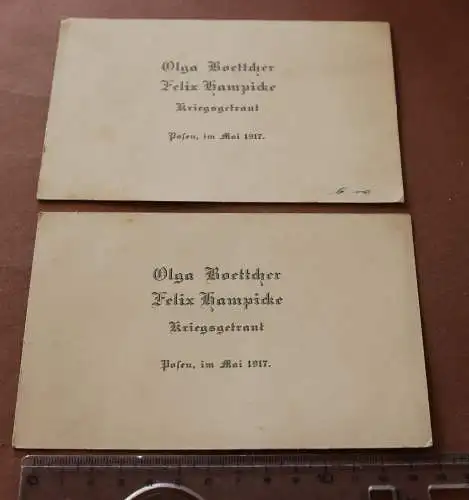 Olga Boettcher
Felix Hampicke
Kriegsgetraut
Posen, im Mai 1917.
Olga Boettcher
Felix Hampicke
Kriegsgetraut
Posen, im Mai 1917.